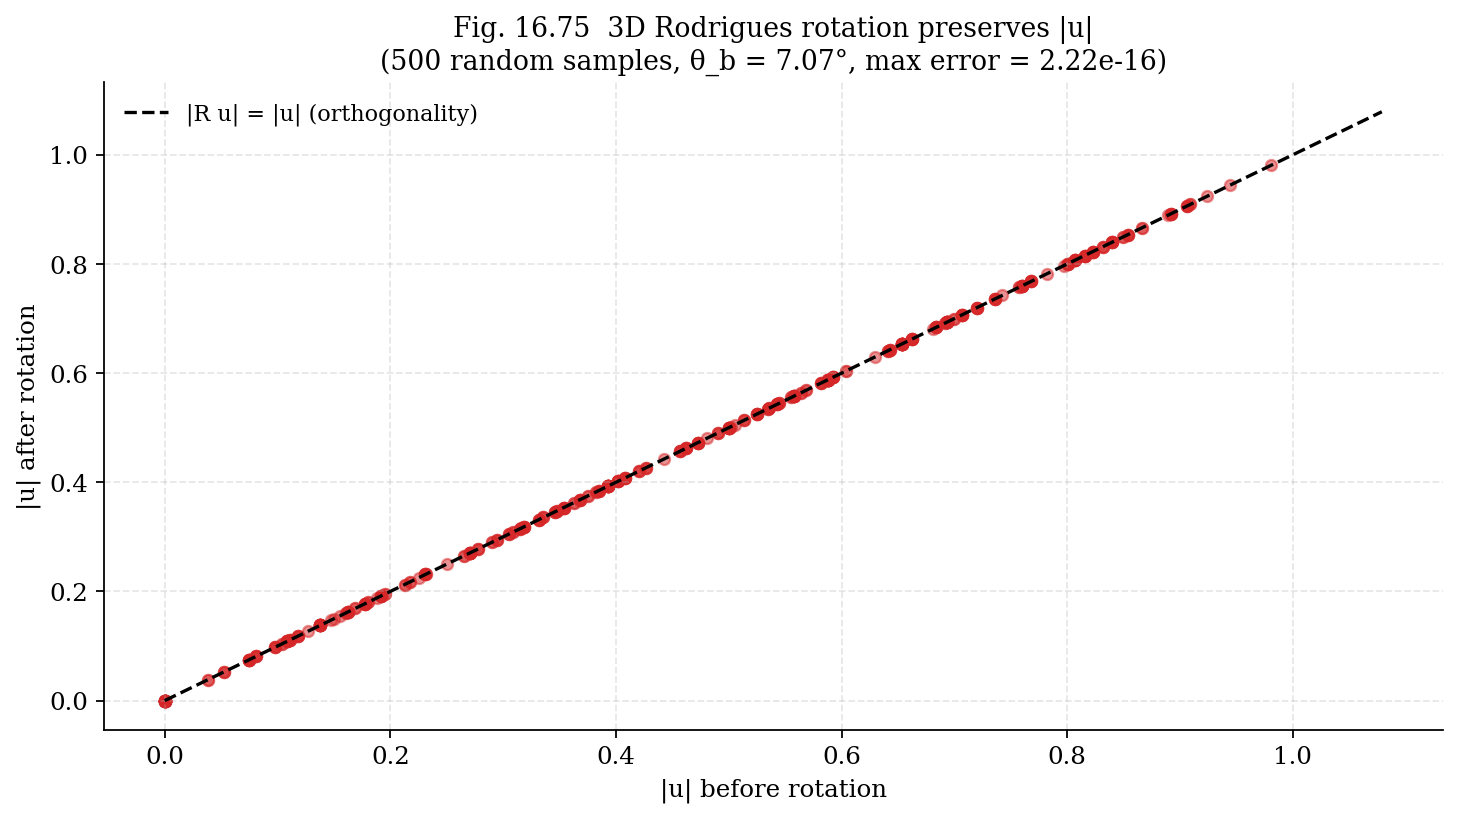 Fig. 16.75  3D Rodrigues rotation preserves |u|
(500 random samples, θ_b = 7.07°, max error = 2.22e-16)
|R u| = |u| (orthogonality)
|u| after rotation
1.0
0.8
0.6
0.4
0.2
0.0
0.0 0.2 0.4 0.6 0.8 1.0
|u| before rotation